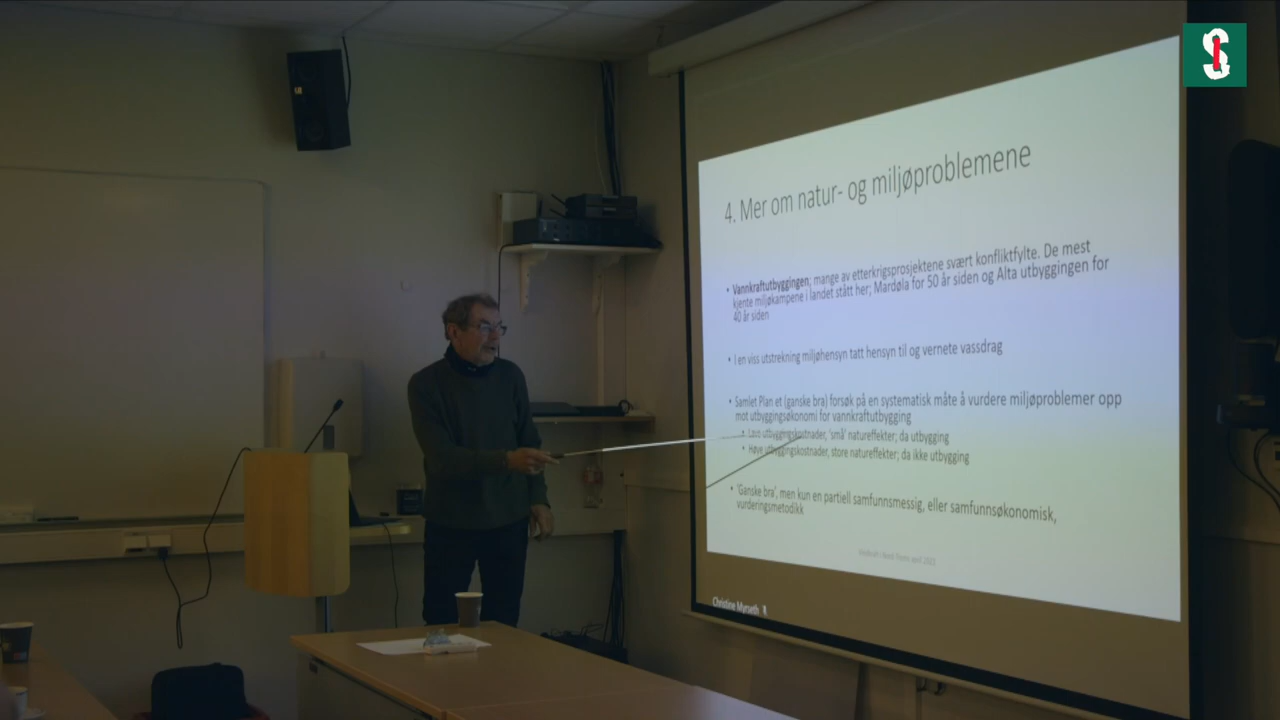 4. Mer om natur- og miljøproblemene
• Vannkraftutbyggingen; mange av etterkrigsprosjektene svært konfliktfylte. De mest
kjente miljøkampene i landet stått her; Mardøla for 50 år siden og Alta utbyggingen for
40 år siden
• I en viss utstrekning miljøhensyn tatt hensyn til og vernete vassdrag
• Samlet Plan et (ganske bra) forsøk på en systematisk måte å vurdere miljøproblemer opp
mot utbyggingsøkonomi for vannkraftutbygging
• Lave utbyggingskostnader, 'små' natureffekter; da utbygging
• Høye utbyggingskostnader, store natureffekter; da ikke utbygging
• 'Ganske bra', men kun en partiell samfunnsmessig, eller samfunnsøkonomisk,
vurderingsmetodikk
april
Christine Myrseth